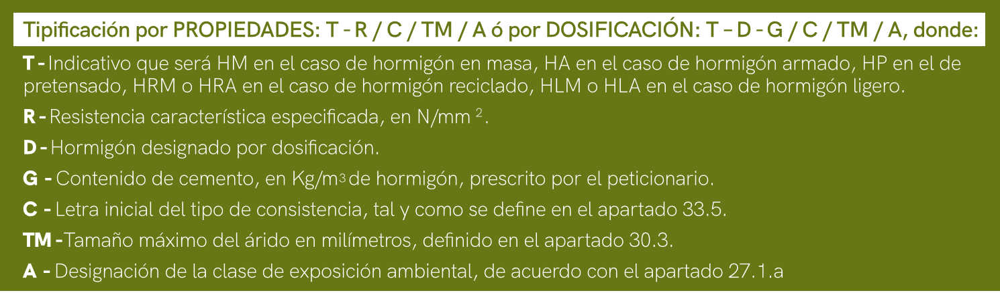 Tipificación por PROPIEDADES: T - R / C / TM / A ó por DOSIFICACIÓN: T – D - G / C / TM / A, donde:
T - Indicativo que será HM en el caso de hormigón en masa, HA en el caso de hormigón armado, HP en el de
pretensado, HRM o HRA en el caso de hormigón reciclado, HLM o HLA en el caso de hormigón ligero.
R - Resistencia característica especificada, en N/mm ².
D - Hormigón designado por dosificación.
G - Contenido de cemento, en Kg/m³ de hormigón, prescrito por el peticionario.
C - Letra inicial del tipo de consistencia, tal y como se define en el apartado 33.5.
TM - Tamaño máximo del árido en milímetros, definido en el apartado 30.3.
A - Designación de la clase de exposición ambiental, de acuerdo con el apartado 27.1.a